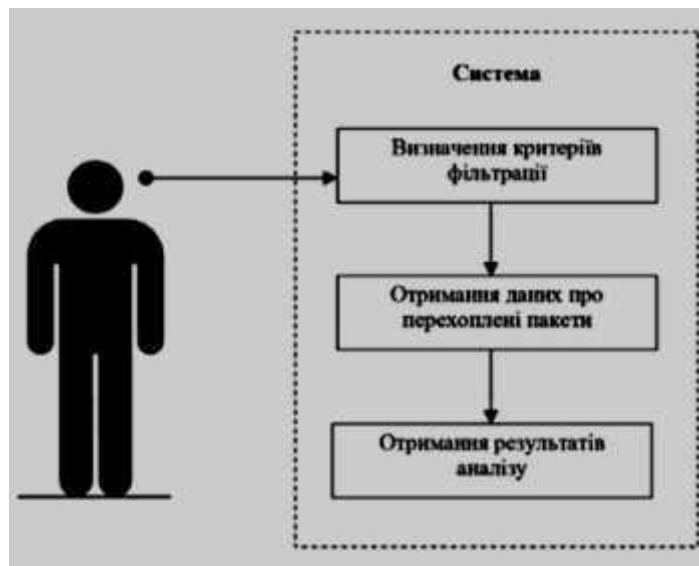 Система
Визначення критеріїв
фільтрації
Отримання даних про
перехоплені пакети
Отримання результатів
аналізу